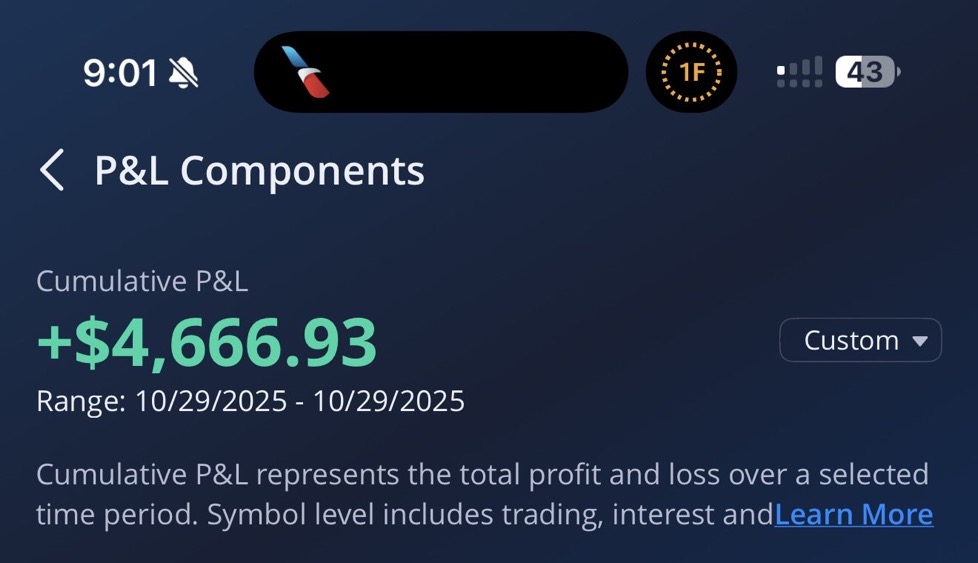 9:01 1F 43
P&L Components
Cumulative P&L
+$4,666.93
Custom
Range: 10/29/2025 - 10/29/2025
Cumulative P&L represents the total profit and loss over a selected
time period. Symbol level includes trading, interest andLearn More